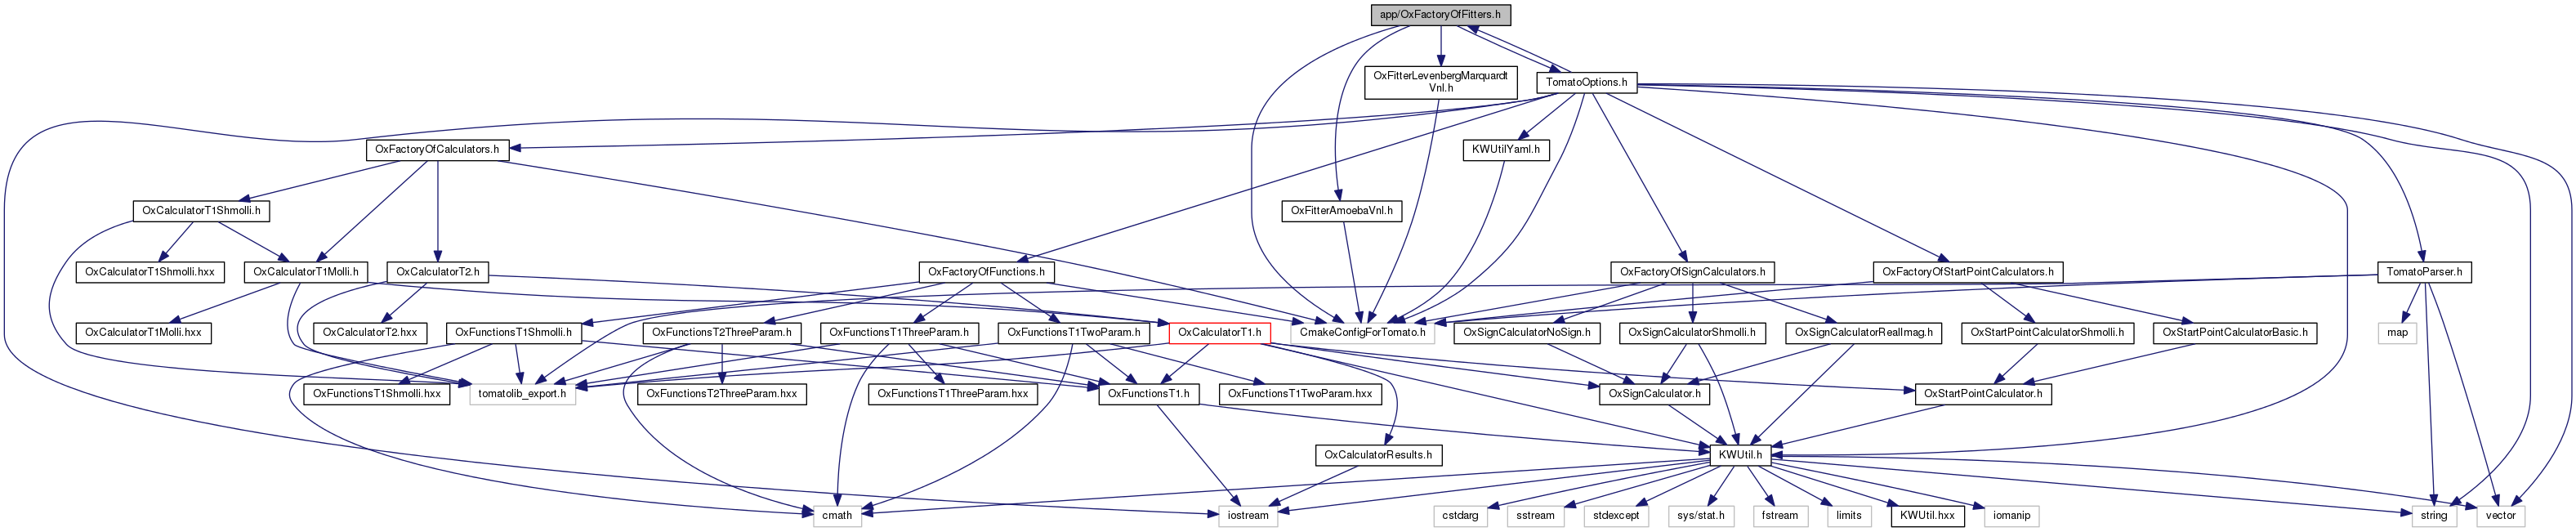 app/OxFactoryOfFitters.h
OxFitterLevenbergMarquardt
Vnl.h
TomatoOptions.h
OxFactoryOfCalculators.h
KWUtilYaml.h
OxCalculatorT1Shmolli.h
OxFitterAmoebaVnl.h
OxCalculatorT1Shmolli.hxx
OxCalculatorT1Molli.h
OxCalculatorT2.h
OxFactoryOfFunctions.h
OxFactoryOfSignCalculators.h
OxFactoryOfStartPointCalculators.h
TomatoParser.h
OxCalculatorT1Molli.hxx
OxCalculatorT2.hxx
OxFunctionsT1Shmolli.h
OxFunctionsT2ThreeParam.h
OxFunctionsT1ThreeParam.h
OxFunctionsT1TwoParam.h
OxCalculatorT1.h
CmakeConfigForTomato.h
OxSignCalculatorNoSign.h
OxSignCalculatorShmolli.h
OxSignCalculatorRealImag.h
OxStartPointCalculatorShmolli.h
OxStartPointCalculatorBasic.h
map
OxFunctionsT1Shmolli.hxx
tomatolib_export.h
OxFunctionsT2ThreeParam.hxx
OxFunctionsT1ThreeParam.hxx
OxFunctionsT1.h
OxFunctionsT1TwoParam.hxx
OxSignCalculator.h
OxStartPointCalculator.h
OxCalculatorResults.h
KWUtil.h
cmath
iostream
cstdarg
sstream
stdexcept
sys/stat.h
fstream
limits
KWUtil.hxx
iomanip
string
vector